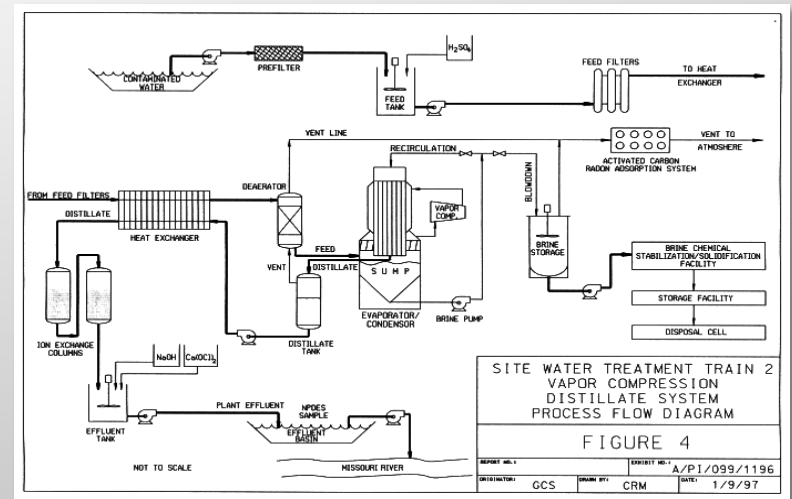 H₂SO₄
CONTAMINATED
WATER
PREFILTER
FEED
TANK
FEED FILTERS
TO HEAT
EXCHANGER
VENT LINE
RECIRCULATION
VENT TO
ATMOSHERE
ACTIVATED CARBON
RADON ADSORPTION SYSTEM
FROM FEED FILTERS
DISTILLATE
HEAT EXCHANGER
DEAERATOR
VAPOR
COMP.
BLOWDOWN
BRINE
STORAGE
FEED
DISTILLATE
VENT
SUMP
BRINE CHEMICAL
STABILIZATION/SOLIDIFICATION
FACILITY
STORAGE FACILITY
DISPOSAL CELL
EVAPORATOR/
CONDENSOR
BRINE PUMP
DISTILLATE
TANK
ION EXCHANGE
COLUMNS
NaOH
Ca(OCl)₂
EFFLUENT
TANK
PLANT EFFLUENT
NPDES
SAMPLE
EFFLUENT
BASIN
NOT TO SCALE
MISSOURI RIVER
SITE WATER TREATMENT TRAIN 2
VAPOR COMPRESSION
DISTILLATE SYSTEM
PROCESS FLOW DIAGRAM
FIGURE 4
REPORT NO.:
EXHIBIT NO.: A/PI/099/1196
ORIGINATOR: GCS
DRAWN BY: CRM
DATE: 1/9/97